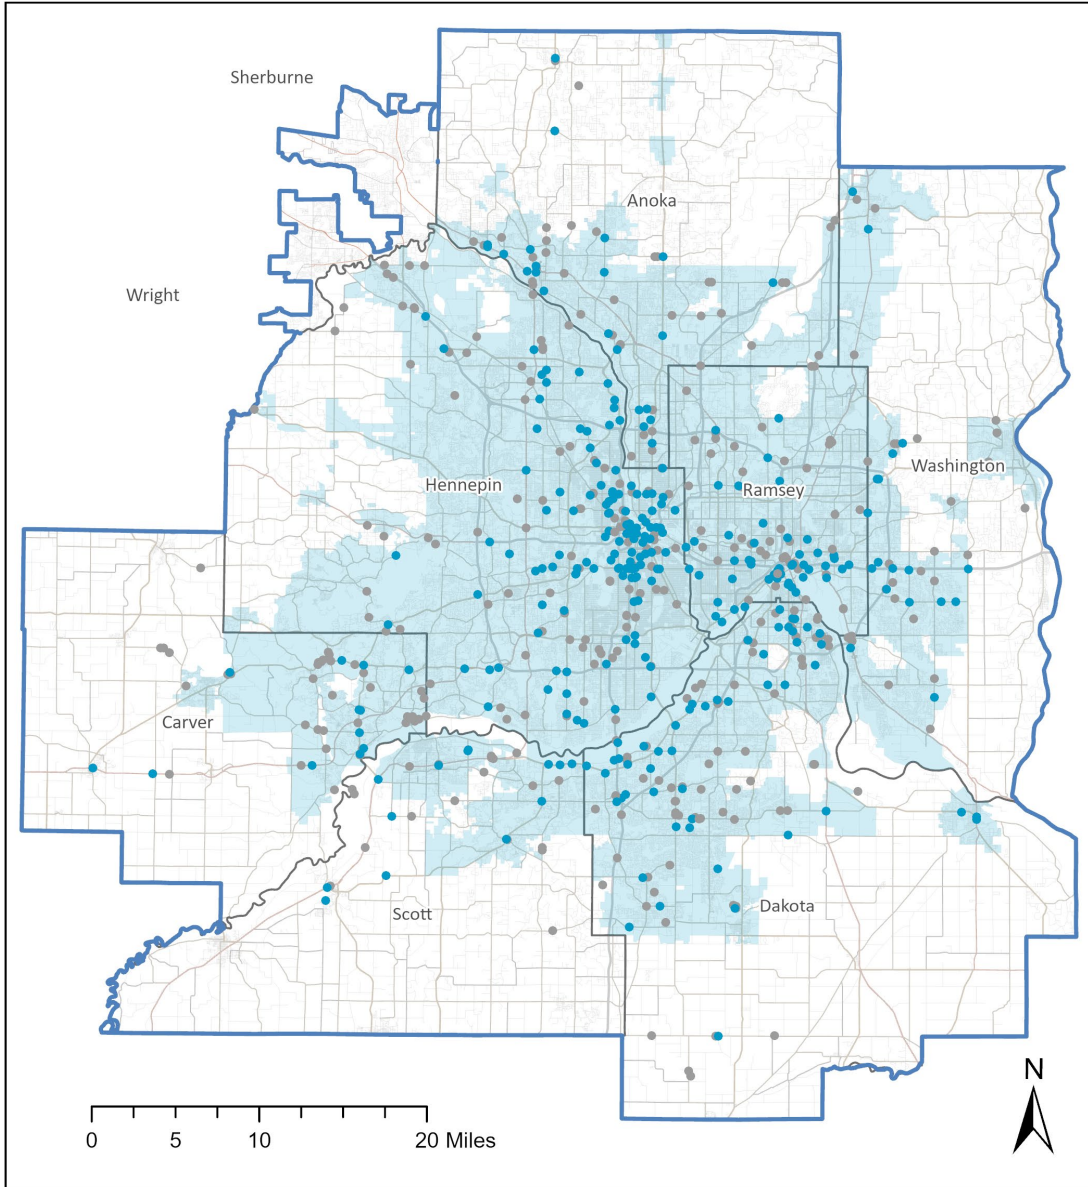 Sherburne
Anoka
Wright
Washington
Hennepin
Ramsey
Carver
Dakota
Scott
N
0 5 10 20 Miles